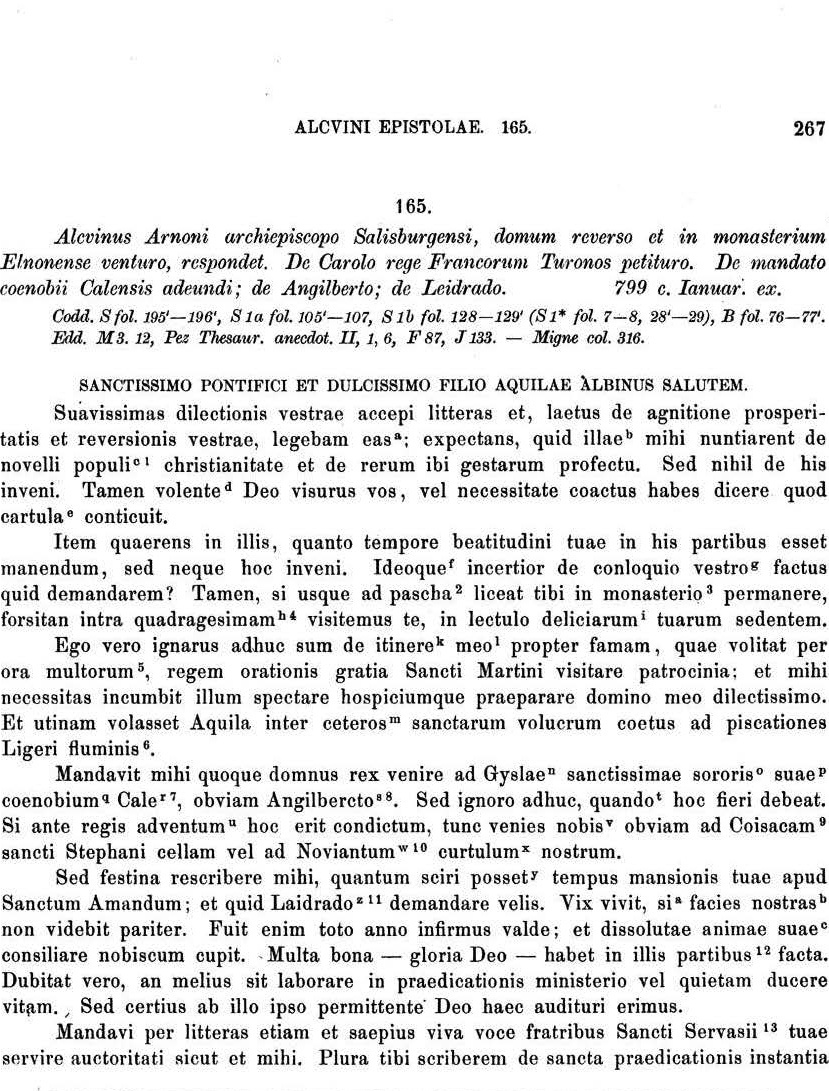 ALCVINI EPISTOLAE. 165. 267
165.
Alcvinus Arnoni archiepiscopo Salisburgensi, domum reverso et in monasterium
Elnonense venturo, respondet. De Carolo rege Francorum Turonos petituro. De mandato
coenobii Calensis adeundi; de Angilberto; de Leidrado. 799 c. Ianuar. ex.
Codd. S fol. 195'—196', S1a fol. 105'—107, S1b fol. 128—129' (S1* fol. 7—8, 28'—29), B fol. 76—77'.
Edd. M3. 12, Pez Thesaur. anecdot. II, 1, 6, F 87, J 133. — Migne col. 316.
SANCTISSIMO PONTIFICI ET DULCISSIMO FILIO AQUILAE ALBINUS SALUTEM.
Suavissimas dilectionis vestrae accepi litteras et, laetus de agnitione prosperi-
tatis et reversionis vestrae, legebam eas ᵃ; expectans, quid illae ᵇ mihi nuntiarent de
novelli populi ᶜ ¹ christianitate et de rerum ibi gestarum profectu. Sed nihil de his
inveni. Tamen volente ᵈ Deo visurus vos, vel necessitate coactus habes dicere quod
cartula ᵉ conticuit.
Item quaerens in illis, quanto tempore beatitudini tuae in his partibus esset
manendum, sed neque hoc inveni. Ideoque ᶠ incertior de conloquio vestro ᵍ factus
quid demandarem? Tamen, si usque ad pascha ² liceat tibi in monasterio ³ permanere,
forsitan intra quadragesimam ʰ ⁴ visitemus te, in lectulo deliciarum ⁱ tuarum sedentem.
Ego vero ignarus adhuc sum de itinere ᵏ meo ˡ propter famam, quae volitat per
ora multorum ⁵, regem orationis gratia Sancti Martini visitare patrocinia; et mihi
necessitas incumbit illum spectare hospiciumque praeparare domino meo dilectissimo.
Et utinam volasset Aquila inter ceteros ᵐ sanctarum volucrum coetus ad piscationes
Ligeri fluminis ⁶.
Mandavit mihi quoque domnus rex venire ad Gyslae ⁿ sanctissimae sororis ᵒ suae ᵖ
coenobium q Cale ʳ ⁷, obviam Angilbercto ˢ ⁸. Sed ignoro adhuc, quando ᵗ hoc fieri debeat.
Si ante regis adventum ᵘ hoc erit condictum, tunc venies nobis ᵛ obviam ad Coisacam ⁹
sancti Stephani cellam vel ad Noviantum ʷ ¹⁰ curtulum ˣ nostrum.
Sed festina rescribere mihi, quantum sciri posset ʸ tempus mansionis tuae apud
Sanctum Amandum; et quid Laidrado ᶻ ¹¹ demandare velis. Vix vivit, si ᵃ facies nostras ᵇ
non videbit pariter. Fuit enim toto anno infirmus valde; et dissolutae animae suae ᶜ
consiliare nobiscum cupit. Multa bona — gloria Deo — habet in illis partibus ¹² facta.
Dubitat vero, an melius sit laborare in praedicationis ministerio vel quietam ducere
vitam. Sed certius ab illo ipso permittente Deo haec audituri erimus.
Mandavi per litteras etiam et saepius viva voce fratribus Sancti Servasii ¹³ tuae
servire auctoritati sicut et mihi. Plura tibi scriberem de sancta praedicationis instantia